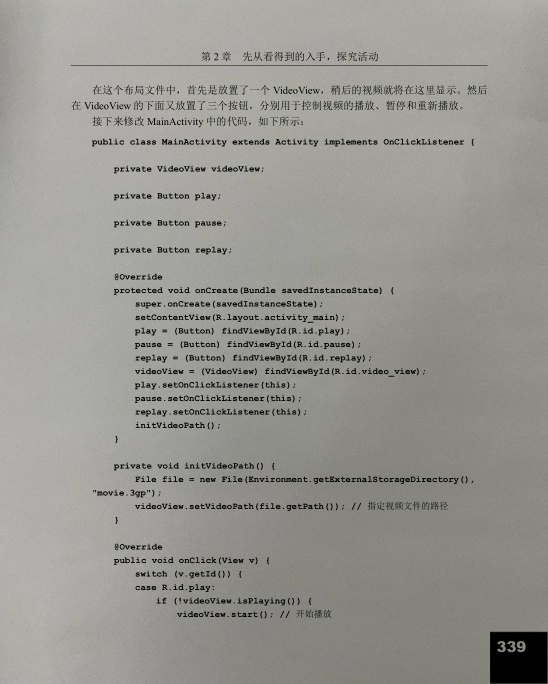 第 2 章 先从看得到的入手，探究活动
在这个布局文件中，首先是放置了一个 VideoView，稍后的视频就将在这里显示。然后
在 VideoView 的下面又放置了三个按钮，分别用于控制视频的播放、暂停和重新播放。
接下来修改 MainActivity 中的代码，如下所示：
public class MainActivity extends Activity implements OnClickListener {
private VideoView videoView;
private Button play;
private Button pause;
private Button replay;
@Override
protected void onCreate(Bundle savedInstanceState) {
super.onCreate(savedInstanceState);
setContentView(R.layout.activity_main);
play = (Button) findViewById(R.id.play);
pause = (Button) findViewById(R.id.pause);
replay = (Button) findViewById(R.id.replay);
videoView = (VideoView) findViewById(R.id.video_view);
play.setOnClickListener(this);
pause.setOnClickListener(this);
replay.setOnClickListener(this);
initVideoPath();
}
private void initVideoPath() {
File file = new File(Environment.getExternalStorageDirectory(),
"movie.3gp");
videoView.setVideoPath(file.getPath()); // 指定视频文件的路径
}
@Override
public void onClick(View v) {
switch (v.getId()) {
case R.id.play:
if (!videoView.isPlaying()) {
videoView.start(); // 开始播放
339